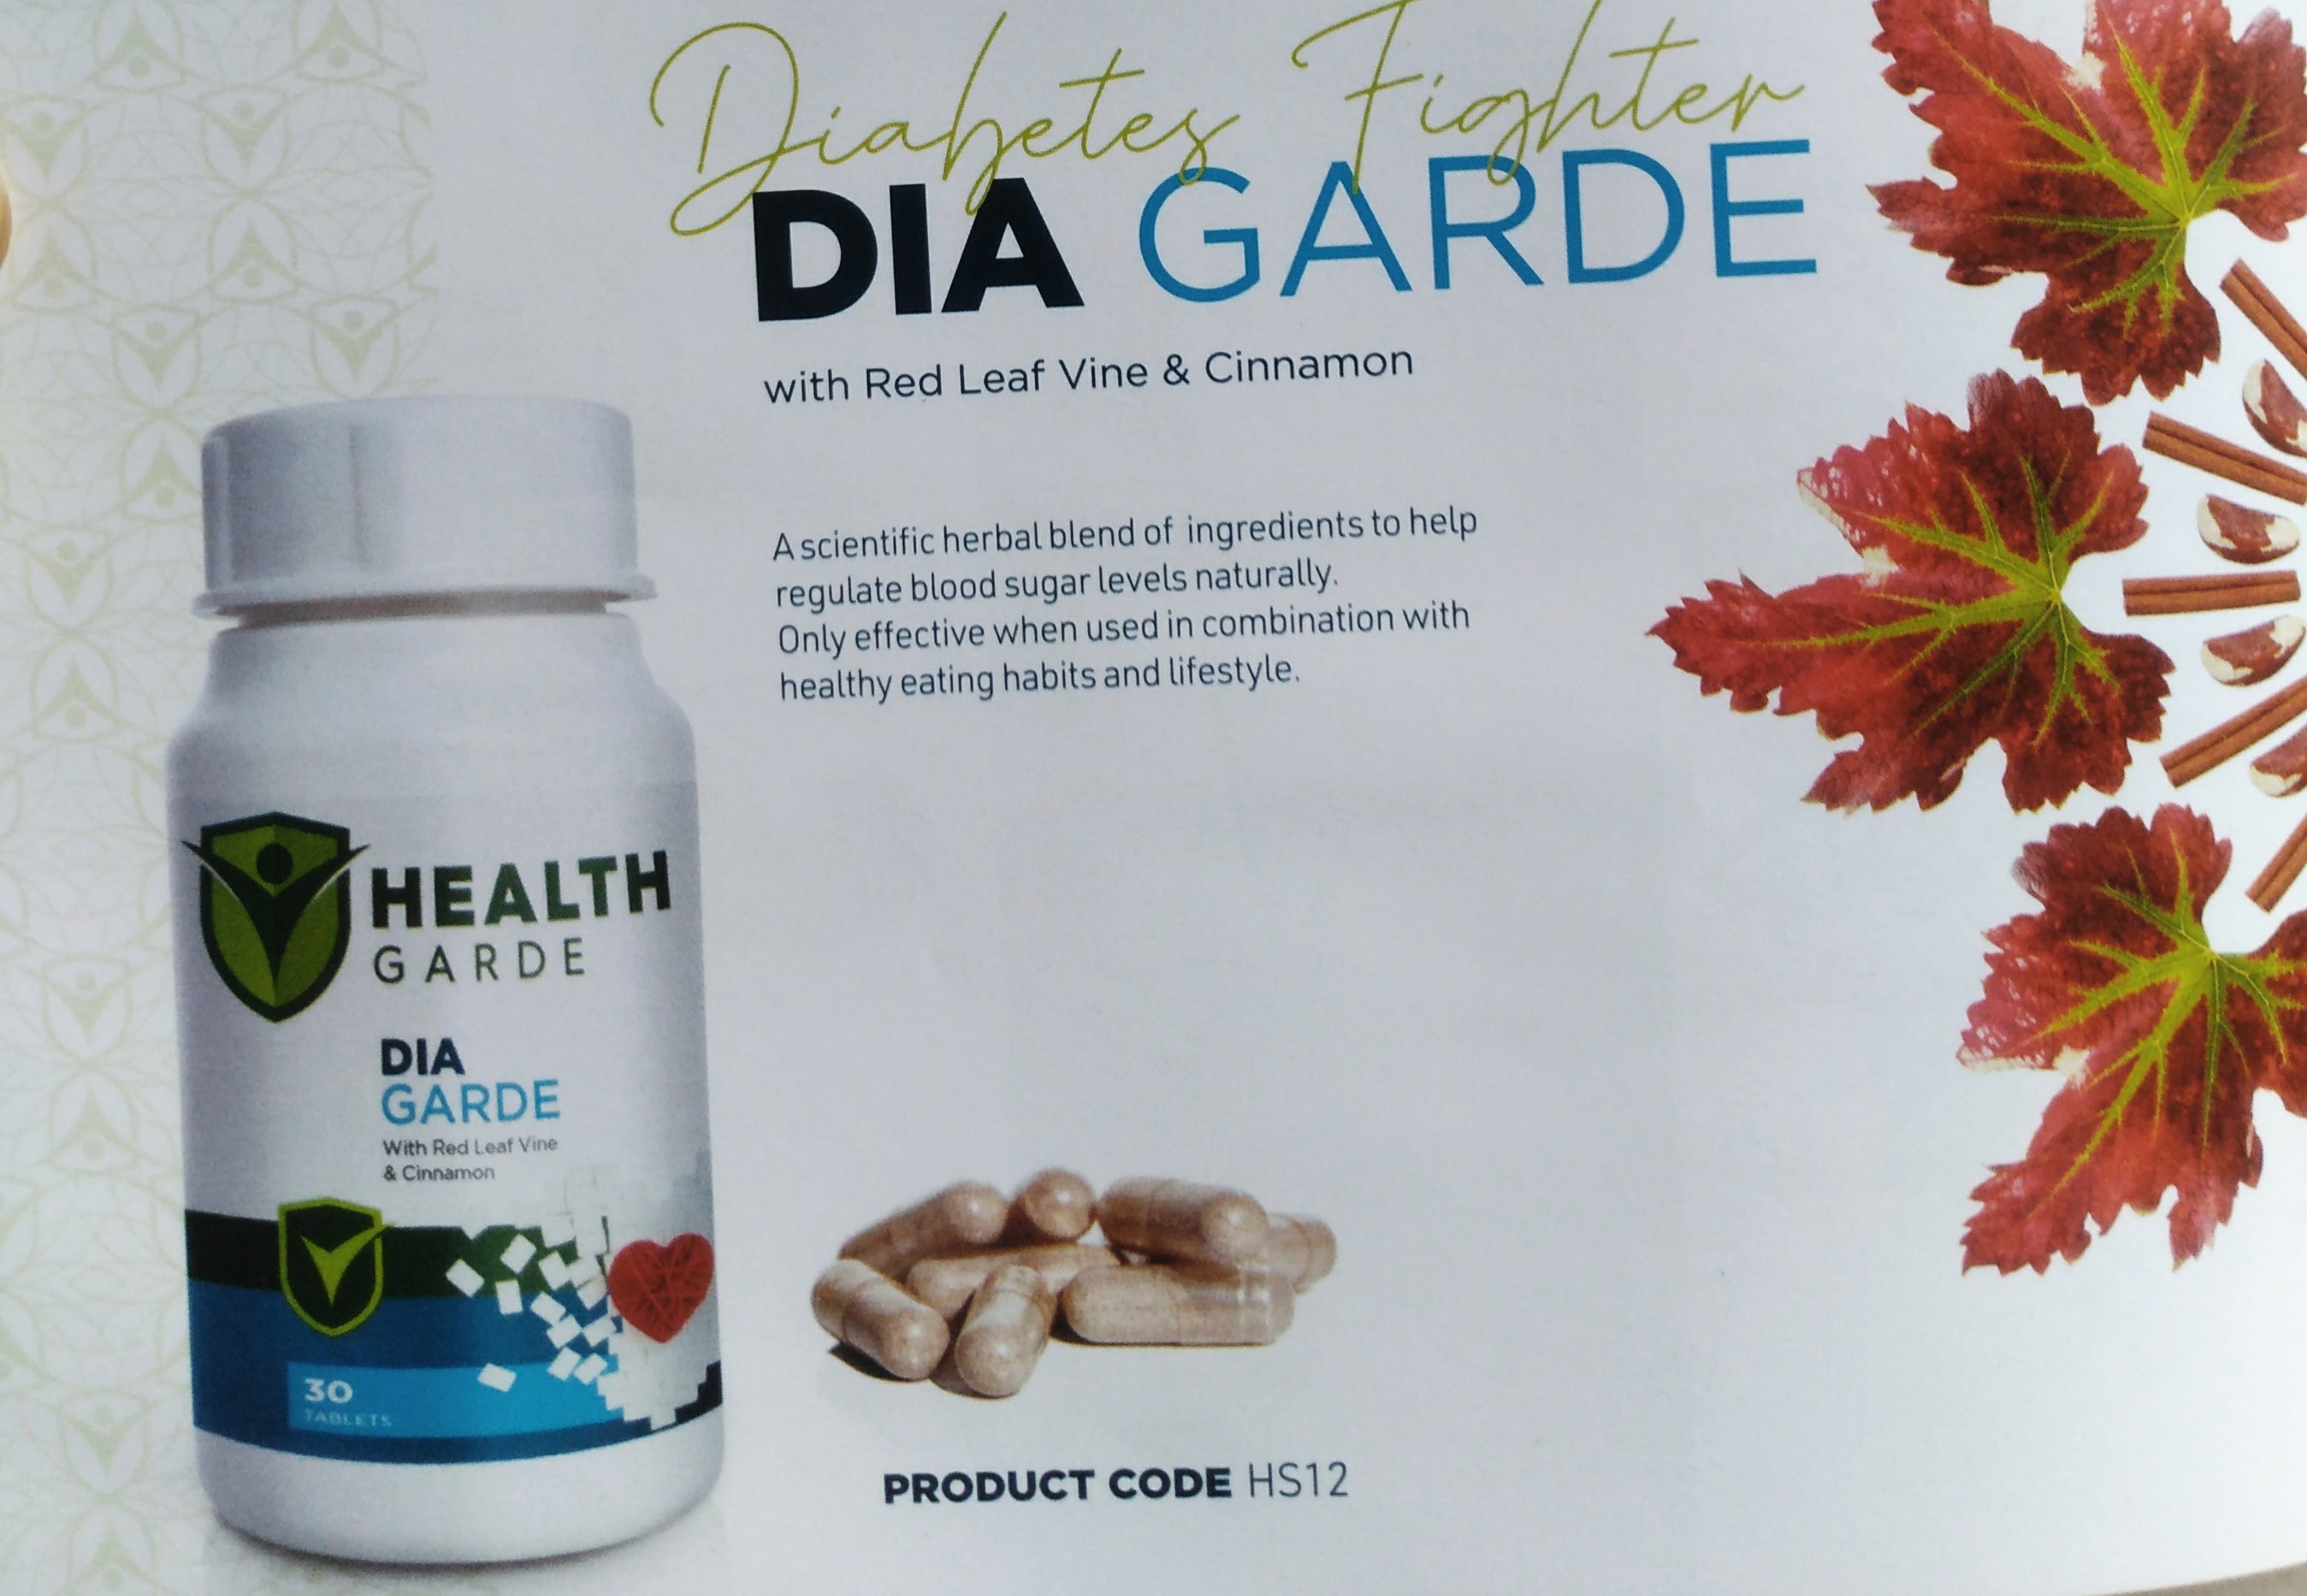 Diabetes Fighter
DIA GARDE
with Red Leaf Vine & Cinnamon
A scientific herbal blend of ingredients to help
regulate blood sugar levels naturally.
Only effective when used in combination with
healthy eating habits and lifestyle.
HEALTH
GARDE
DIA
GARDE
With Red Leaf Vine
& Cinnamon
30
TABLETS
PRODUCT CODE HS12